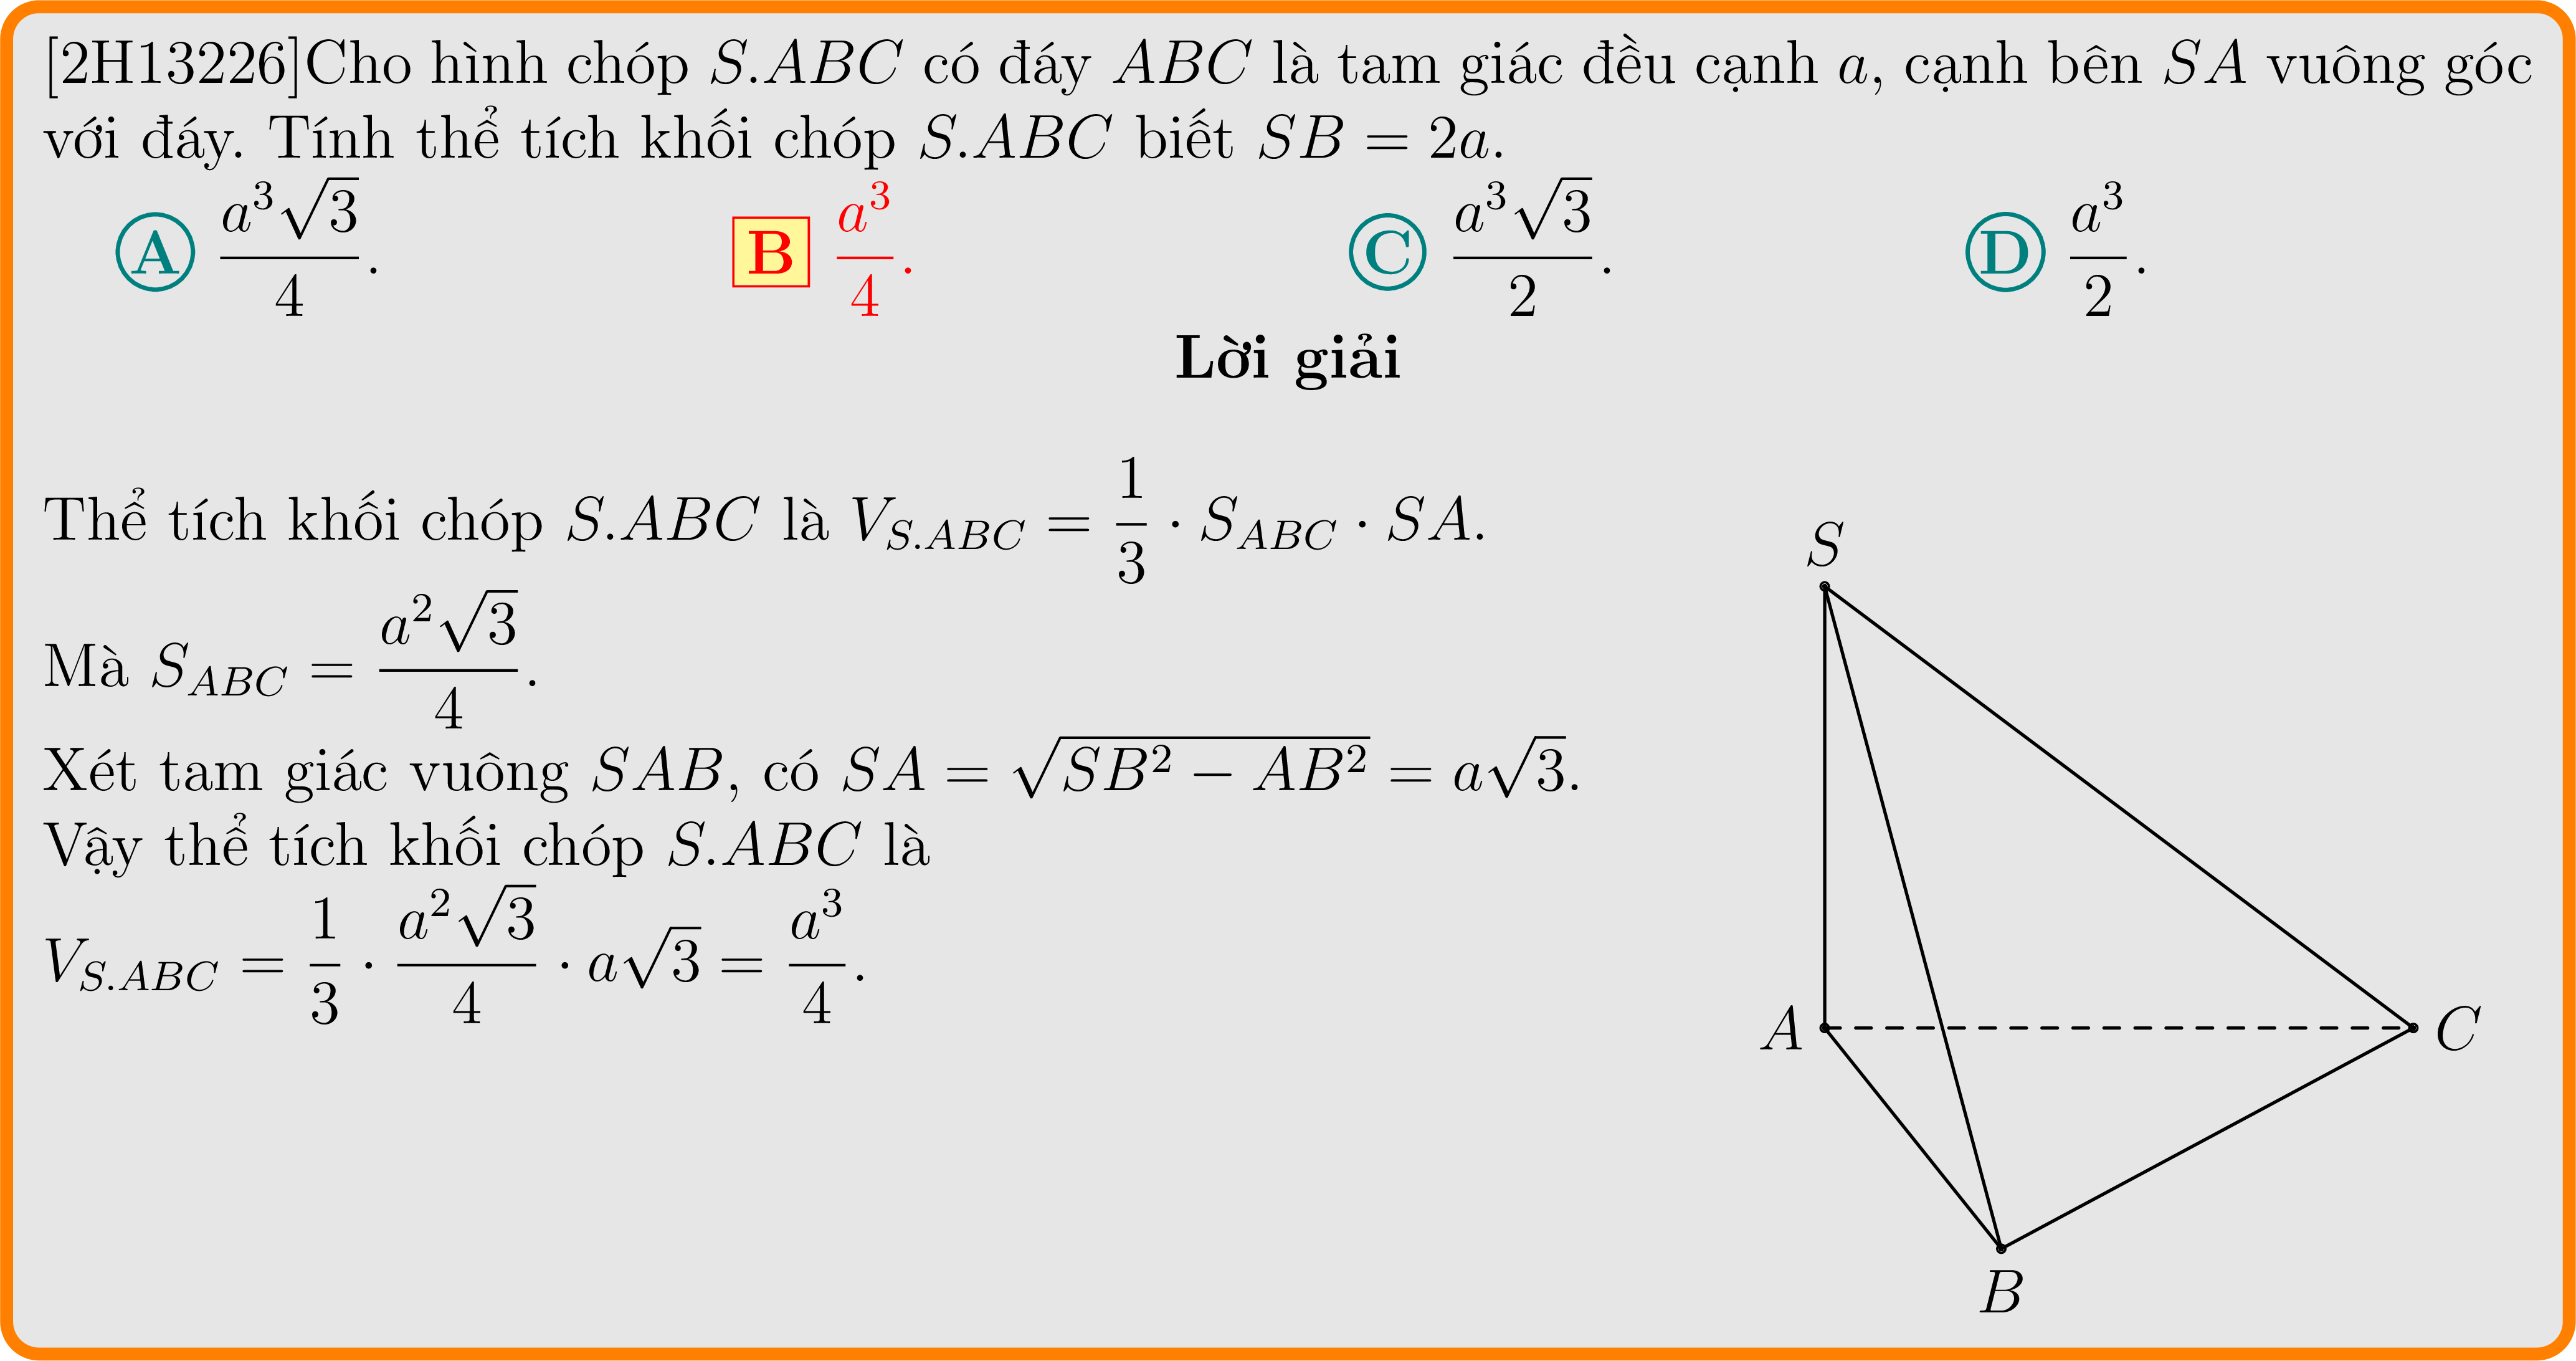 [2H13226]Cho hình chóp S.ABC có đáy ABC là tam giác đều cạnh a, cạnh bên SA vuông góc
với đáy. Tính thể tích khối chóp S.ABC biết SB = 2a.
A $\frac{a^3\sqrt{3}}{4}$. B $\frac{a^3}{4}$. C $\frac{a^3\sqrt{3}}{2}$. D $\frac{a^3}{2}$.
Lời giải
Thể tích khối chóp S.ABC là $V_{S.ABC} = \frac{1}{3} \cdot S_{ABC} \cdot SA$.
Mà $S_{ABC} = \frac{a^2\sqrt{3}}{4}$.
Xét tam giác vuông SAB, có $SA = \sqrt{SB^2 - AB^2} = a\sqrt{3}$.
Vậy thể tích khối chóp S.ABC là
$V_{S.ABC} = \frac{1}{3} \cdot \frac{a^2\sqrt{3}}{4} \cdot a\sqrt{3} = \frac{a^3}{4}$.
S
A
C
B